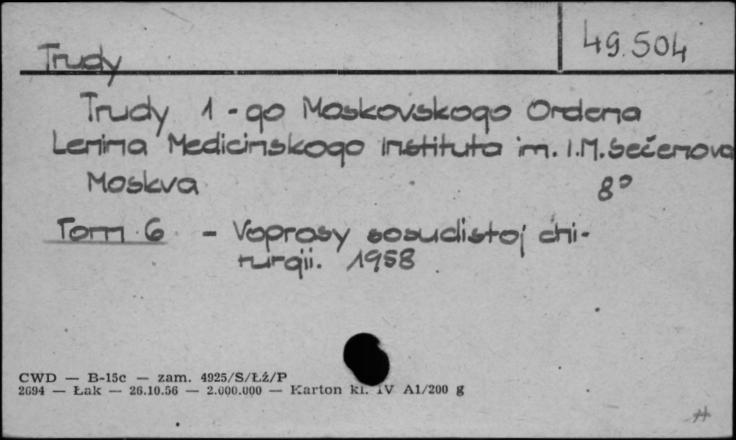 Trudy
49.504
Trudy 1-go Moskovskogo Ordena
Lenina Medicinskogo Instituta im. I.M. Sečenova
Moskva 8°
Tom 6 - Voprosy sosudistoj chi-
rurgii. 1958
CWD — B-15c — zam. 4925/S/Łź/P
2694 — Łak — 26.10.56 — 2.000.000 — Karton kl. IV A1/200 g